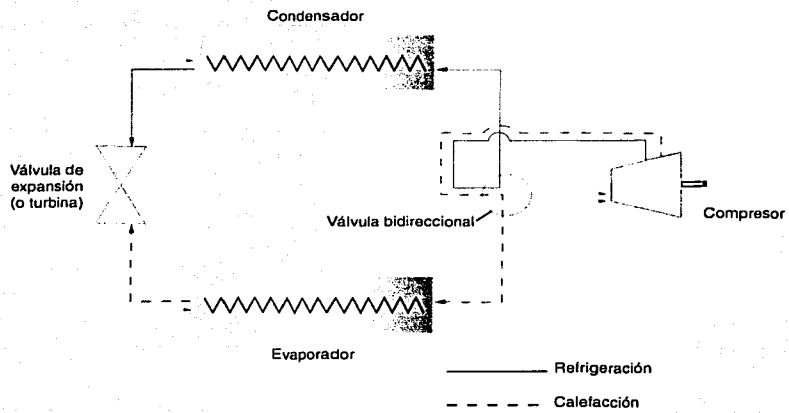 Condensador
Válvula de
expansión
(o turbina)
Válvula bidireccional
Compresor
Evaporador
Refrigeración
Calefacción